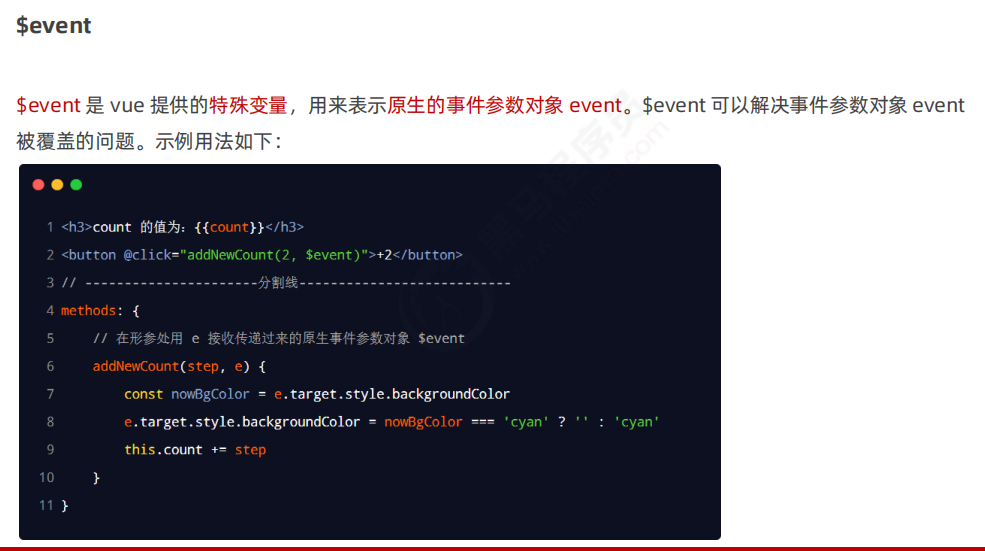 $event
$event 是 vue 提供的特殊变量，用来表示原生的事件参数对象 event。$event 可以解决事件参数对象 event
被覆盖的问题。示例用法如下：
1 <h3>count 的值为：{{count}}</h3>
2 <button @click="addNewCount(2, $event)">+2</button>
3 // ----------------------分割线---------------------------
4 methods: {
5     // 在形参处用 e 接收传递过来的原生事件参数对象 $event
6     addNewCount(step, e) {
7         const nowBgColor = e.target.style.backgroundColor
8         e.target.style.backgroundColor = nowBgColor === 'cyan' ? '' : 'cyan'
9         this.count += step
10     }
11 }
黑马程序员